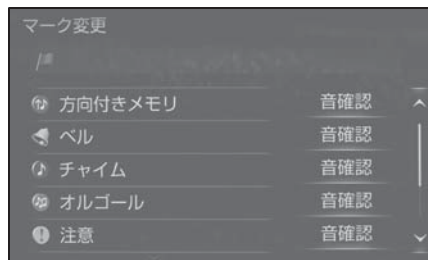 マーク変更
方向付きメモリ 音確認
ベル 音確認
チャイム 音確認
オルゴール 音確認
注意 音確認